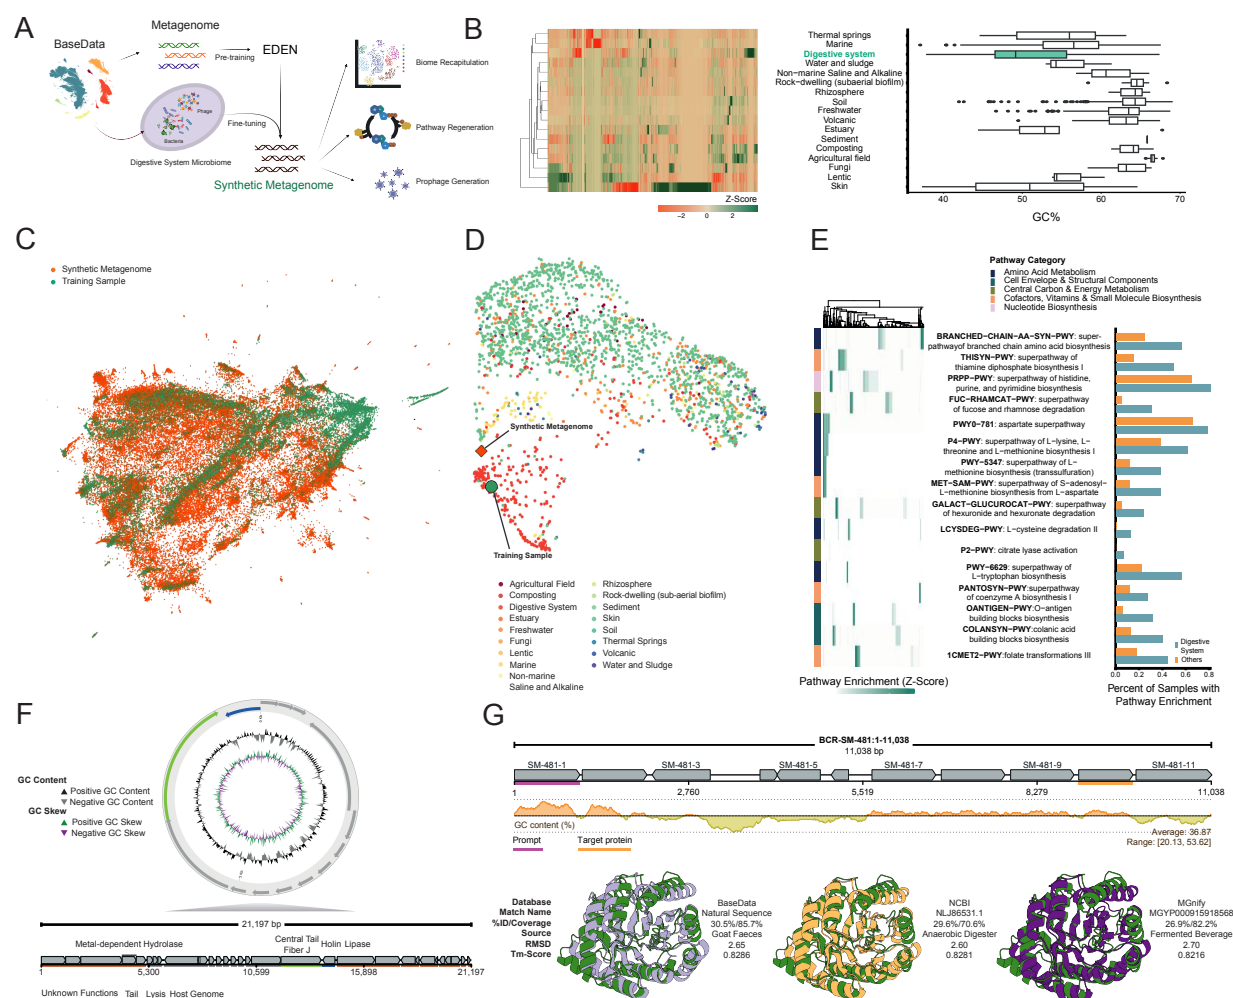 A
Metagenome
BaseData
EDEN
Pre-training
Biome Recapitulation
Phage
Bacteria
Fine-tuning
Pathway Regeneration
Digestive System Microbiome
Synthetic Metagenome
Prophage Generation
B
Z-Score
−2 0 2
Thermal springs
Marine
Digestive system
Water and sludge
Non−marine Saline and Alkaline
Rock−dwelling (subaerial biofilm)
Rhizosphere
Soil
Freshwater
Volcanic
Estuary
Sediment
Composting
Agricultural field
Fungi
Lentic
Skin
40 50 60 70
GC%
C
Synthetic Metagenome
Training Sample
D
Synthetic Metagenome
Training Sample
Agricultural Field
Composting
Digestive System
Estuary
Freshwater
Fungi
Lentic
Marine
Non-marine
Saline and Alkaline
Rhizosphere
Rock-dwelling (sub-aerial biofilm)
Sediment
Skin
Soil
Thermal Springs
Volcanic
Water and Sludge
E
Pathway Category
Amino Acid Metabolism
Cell Envelope & Structural Components
Central Carbon & Energy Metabolism
Cofactors, Vitamins & Small Molecule Biosynthesis
Nucleotide Biosynthesis
BRANCHED−CHAIN−AA−SYN−PWY: super-
pathwayof branched chain amino acid biosynthesis
THISYN−PWY: superpathway of
thiamine diphosphate biosynthesis I
PRPP−PWY: superpathway of histidine,
purine, and pyrimidine biosynthesis
FUC−RHAMCAT−PWY: superpathway
of fucose and rhamnose degradation
PWY0−781: aspartate superpathway
P4−PWY: superpathway of L−lysine, L−
threonine and L−methionine biosynthesis I
PWY−5347: superpathway of L−
methionine biosynthesis (transsulfuration)
MET−SAM−PWY: superpathway of S−adenosyl−
L−methionine biosynthesis from L−aspartate
GALACT−GLUCUROCAT−PWY: superpathway
of hexuronide and hexuronate degradation
LCYSDEG−PWY: L−cysteine degradation II
P2−PWY: citrate lyase activation
PWY−6629: superpathway of
L−tryptophan biosynthesis
PANTOSYN−PWY:superpathway
of coenzyme A biosynthesis I
OANTIGEN−PWY:O−antigen
building blocks biosynthesis
COLANSYN−PWY:colanic acid
building blocks biosynthesis
1CMET2−PWY:folate transformations III
Pathway Enrichment (Z−Score)
Digestive
System
Others
0.0 0.2 0.4 0.6 0.8
Percent of Samples with
Pathway Enrichment
F
GC Content
Positive GC Content
Negative GC Content
GC Skew
Positive GC Skew
Negative GC Skew
21,197 bp
Metal-dependent Hydrolase
Central Tail
Fiber J
Holin Lipase
1 5,300 10,599 15,898 21,197
Unknown Functions Tail Lysis Host Genome
G
BCR-SM-481:1-11,038
11,038 bp
SM-481-1 SM-481-3 SM-481-5 SM-481-7 SM-481-9 SM-481-11
1 2,760 5,519 8,279 11,038
GC content (%)
Average: 36.87
Range: [20.13, 53.62]
Prompt
Target protein
Database
Match Name
%ID/Coverage
Source
RMSD
Tm-Score
BaseData
Natural Sequence
30.5%/85.7%
Goat Faeces
2.65
0.8286
NCBI
NLJ86531.1
29.6%/70.6%
Anaerobic Digester
2.60
0.8281
MGnify
MGYP000915918568
26.9%/82.2%
Fermented Beverage
2.70
0.8216